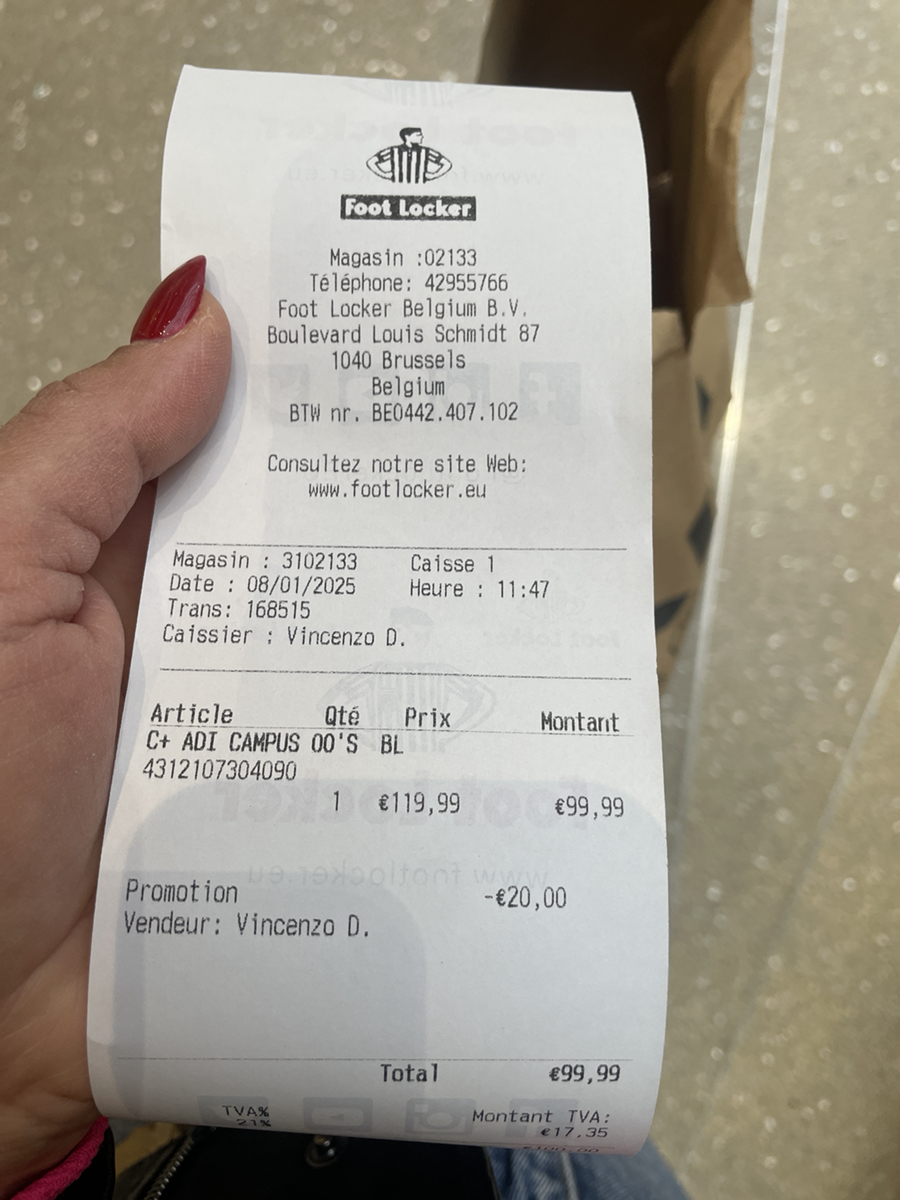 Foot Locker
Magasin :02133
Téléphone: 42955766
Foot Locker Belgium B.V.
Boulevard Louis Schmidt 87
1040 Brussels
Belgium
BTW nr. BE0442.407.102
Consultez notre site Web:
www.footlocker.eu
Magasin : 3102133 Caisse 1
Date : 08/01/2025 Heure : 11:47
Trans: 168515
Caissier : Vincenzo D.
Article Qté Prix Montant
C+ ADI CAMPUS 00'S BL
4312107304090
1 €119,99 €99,99
Promotion -€20,00
Vendeur: Vincenzo D.
Total €99,99
TVA% Montant TVA:
21% €17,35